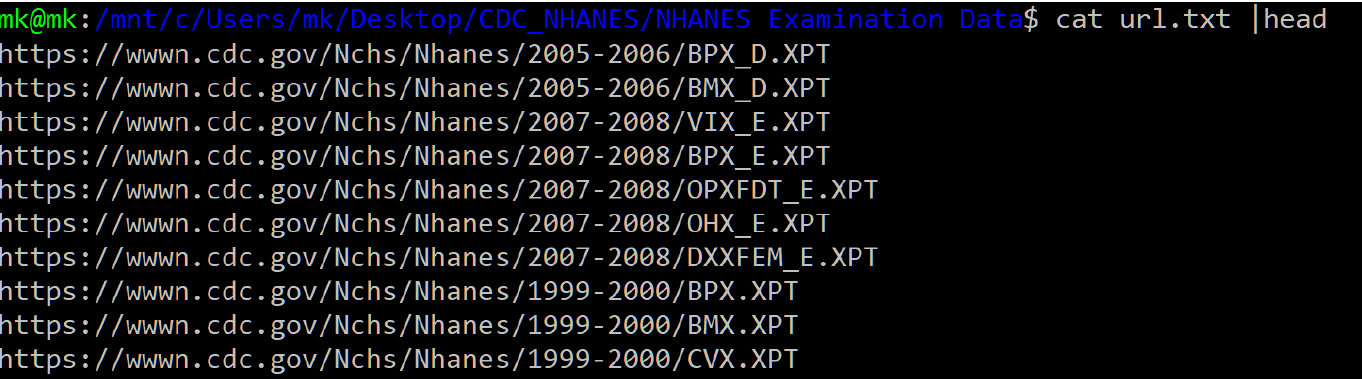 mk@mk:/mnt/c/Users/mk/Desktop/CDC_NHANES/NHANES Examination Data$ cat url.txt |head
https://wwwn.cdc.gov/Nchs/Nhanes/2005-2006/BPX_D.XPT
https://wwwn.cdc.gov/Nchs/Nhanes/2005-2006/BMX_D.XPT
https://wwwn.cdc.gov/Nchs/Nhanes/2007-2008/VIX_E.XPT
https://wwwn.cdc.gov/Nchs/Nhanes/2007-2008/BPX_E.XPT
https://wwwn.cdc.gov/Nchs/Nhanes/2007-2008/OPXFDT_E.XPT
https://wwwn.cdc.gov/Nchs/Nhanes/2007-2008/OHX_E.XPT
https://wwwn.cdc.gov/Nchs/Nhanes/2007-2008/DXXFEM_E.XPT
https://wwwn.cdc.gov/Nchs/Nhanes/1999-2000/BPX.XPT
https://wwwn.cdc.gov/Nchs/Nhanes/1999-2000/BMX.XPT
https://wwwn.cdc.gov/Nchs/Nhanes/1999-2000/CVX.XPT